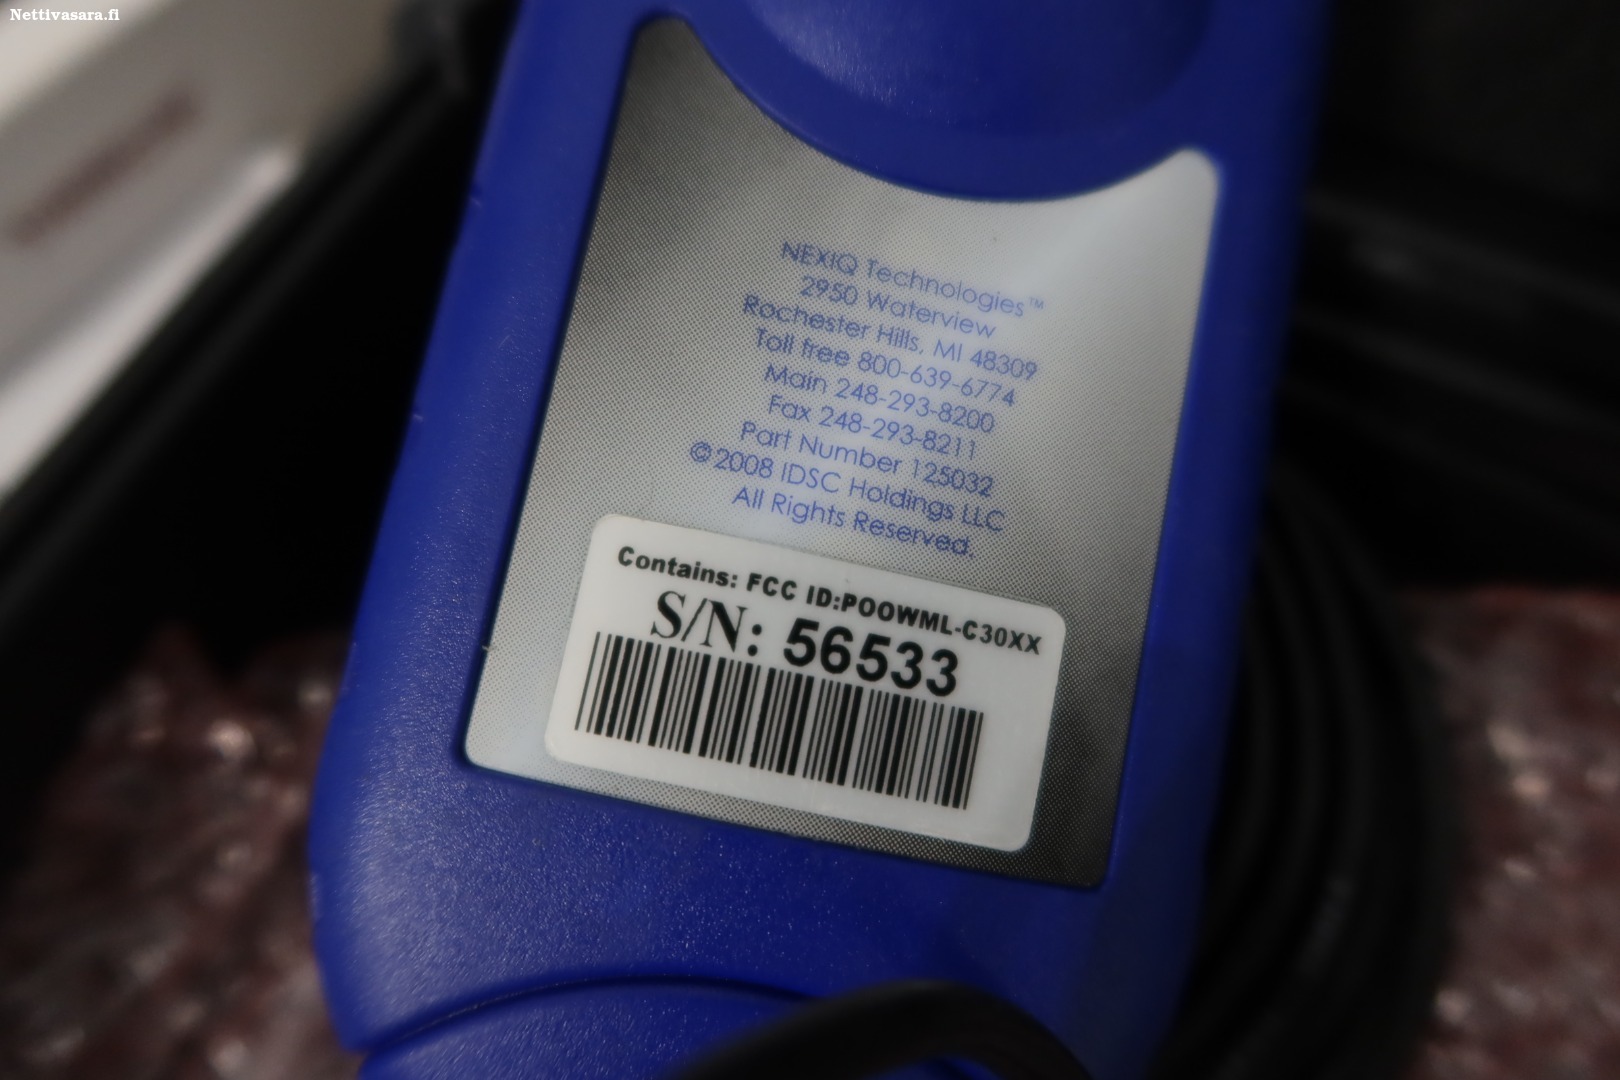 Nettivasara.fi
NEXIQ Technologies™
2950 Waterview
Rochester Hills, MI 48309
Toll free 800-639-6774
Main 248-293-8200
Fax 248-293-8211
Part Number 125032
©2008 IDSC Holdings LLC
All Rights Reserved.
Contains: FCC ID:POOWML-C30XX
S/N: 56533